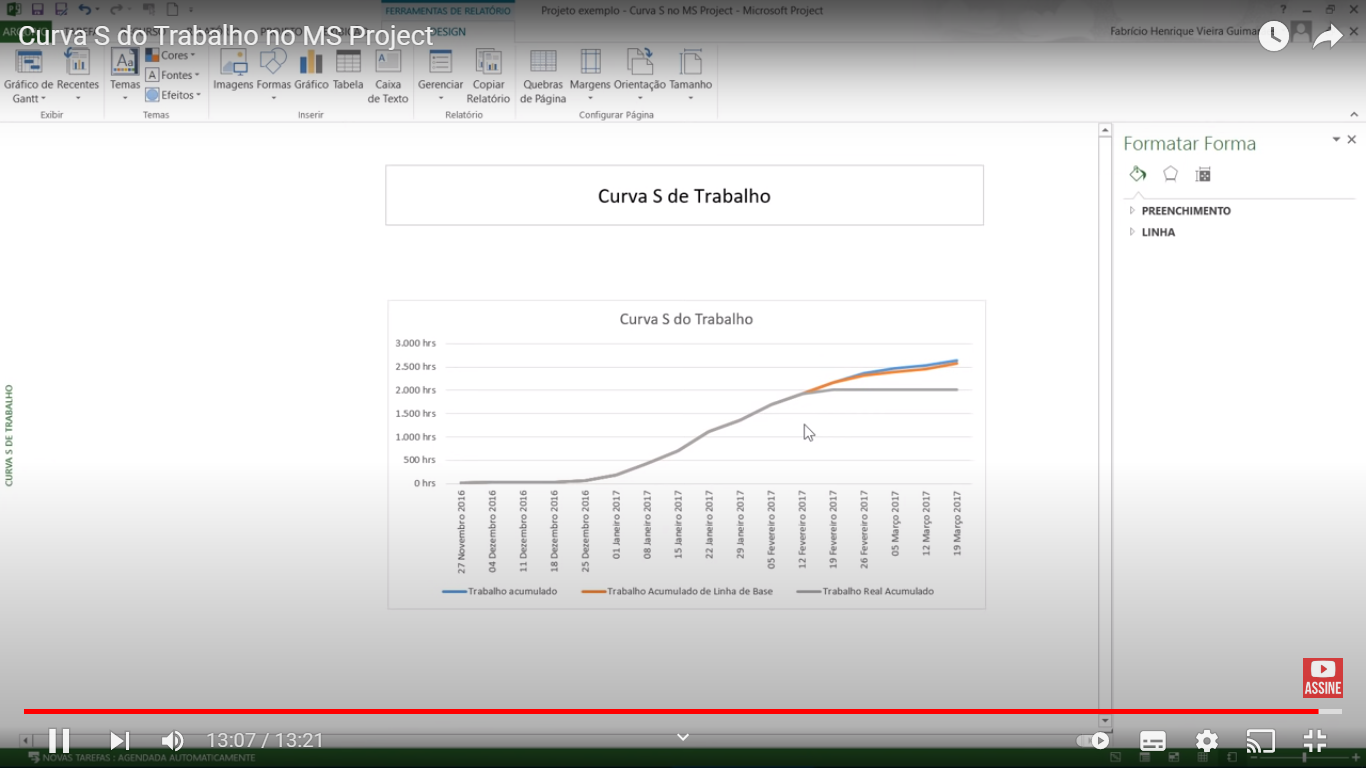 FERRAMENTAS DE RELATÓRIO
Projeto exemplo - Curva S no MS Project - Microsoft Project
Curva S do Trabalho no MS Project
DESIGN
Fabrício Henrique Vieira
Gráfico de Gantt
Recentes
Exibir
Temas
Cores
Fontes
Efeitos
Temas
Imagens
Formas
Gráfico
Tabela
Caixa de Texto
Inserir
Gerenciar
Copiar Relatório
Relatório
Quebras de Página
Margens
Orientação
Tamanho
Configurar Página
Formatar Forma
PREENCHIMENTO
LINHA
Curva S de Trabalho
CURVA S DE TRABALHO
Curva S do Trabalho
3.000 hrs
2.500 hrs
2.000 hrs
1.500 hrs
1.000 hrs
500 hrs
0 hrs
27 Novembro 2016
04 Dezembro 2016
11 Dezembro 2016
18 Dezembro 2016
25 Dezembro 2016
01 Janeiro 2017
08 Janeiro 2017
15 Janeiro 2017
22 Janeiro 2017
29 Janeiro 2017
05 Fevereiro 2017
12 Fevereiro 2017
19 Fevereiro 2017
26 Fevereiro 2017
05 Março 2017
12 Março 2017
19 Março 2017
Trabalho acumulado
Trabalho Acumulado de Linha de Base
Trabalho Real Acumulado
ASSINE
13:07 / 13:21
NOVAS TAREFAS : AGENDADA AUTOMATICAMENTE